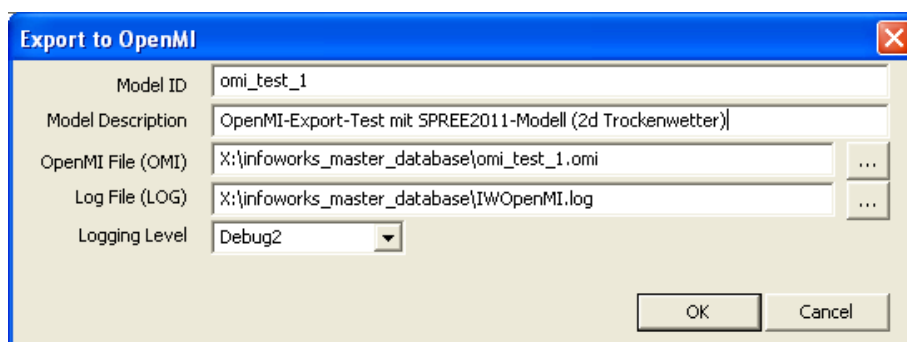 Export to OpenMI
Model ID omi_test_1
Model Description OpenMI-Export-Test mit SPREE2011-Modell (2d Trockenwetter)
OpenMI File (OMI) X:\infoworks_master_database\omi_test_1.omi ...
Log File (LOG) X:\infoworks_master_database\IWOpenMI.log ...
Logging Level Debug2
OK Cancel